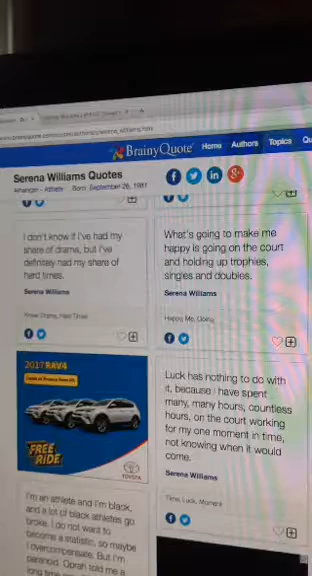 BrainyQuote
Home
Authors
Topics
Serena Williams Quotes
American - Athlete
Born: September 26, 1981
I don't know if I've had my
share of drama, but I've
definitely had my share of
hard times.
Serena Williams
Know, Drama, Hard Times
What's going to make me
happy is going on the court
and holding up trophies,
singles and doubles.
Serena Williams
Happy, Me, Going
2017 RAV4
FREE
RIDE
TOYOTA
Luck has nothing to do with
it, because I have spent
many, many hours, countless
hours, on the court working
for my one moment in time,
not knowing when it would
come.
Serena Williams
Time, Luck, Moment
I'm an athlete and I'm black,
and a lot of black athletes go
broke. I do not want to
become a statistic, so maybe
I overcompensate. But I'm
paranoid. Oprah told me a
long time ago